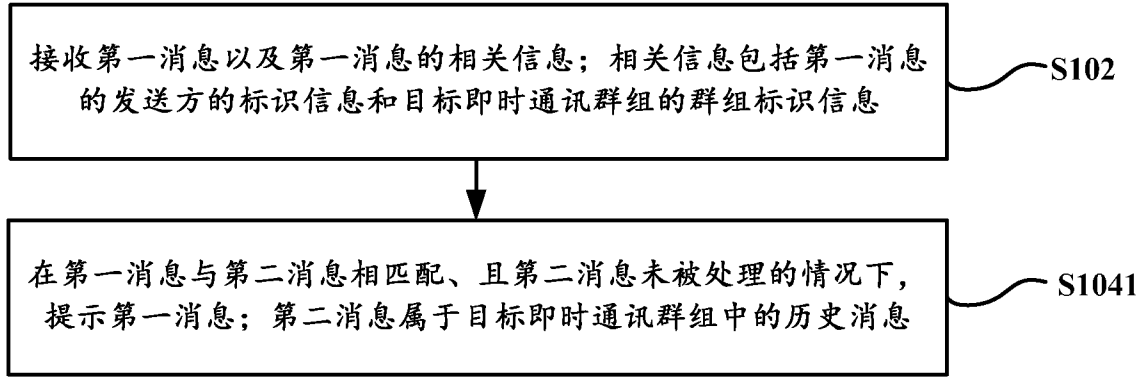 接收第一消息以及第一消息的相关信息；相关信息包括第一消息
的发送方的标识信息和目标即时通讯群组的群组标识信息
S102
在第一消息与第二消息相匹配、且第二消息未被处理的情况下，
提示第一消息；第二消息属于目标即时通讯群组中的历史消息
S1041